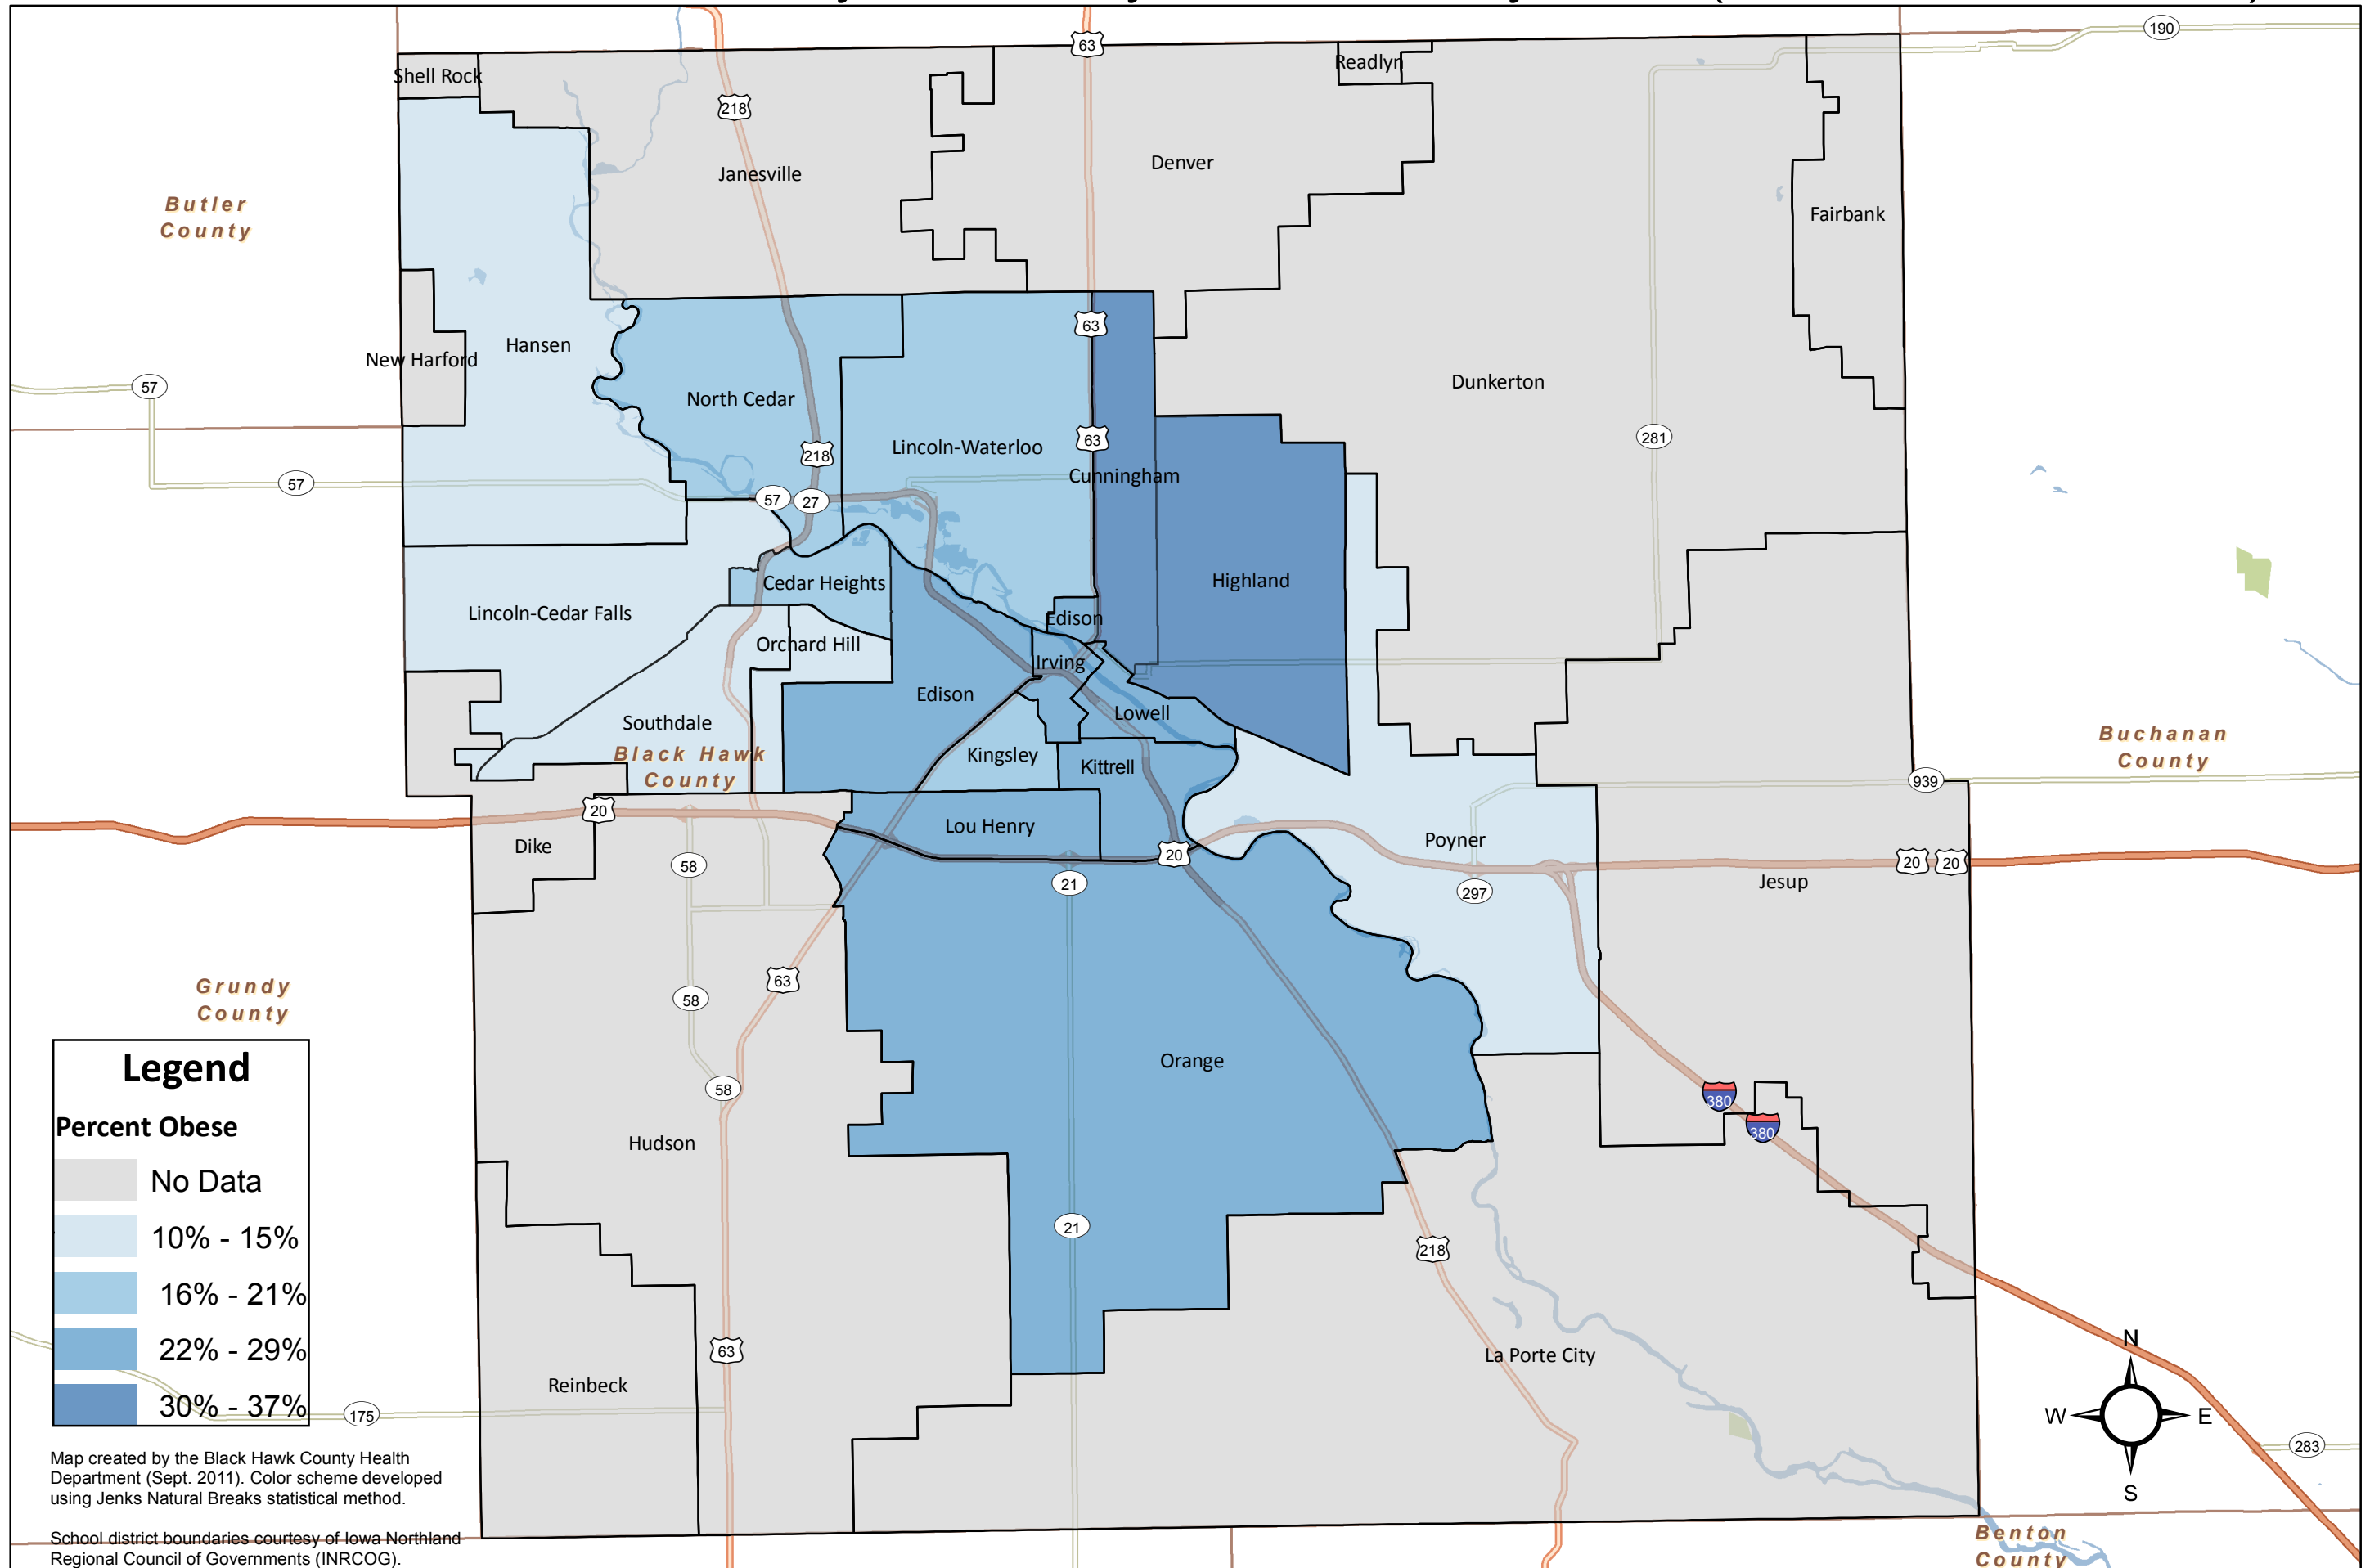 190
63
Shell Rock
Readlyn
218
Janesville
Denver
Butler
County
Fairbank
63
Hansen
New Harford
57
North Cedar
Dunkerton
63
281
Lincoln-Waterloo
218
Cunningham
57
57
27
Highland
Cedar Heights
Lincoln-Cedar Falls
Edison
Orchard Hill
Irving
Edison
Lowell
Southdale
Black Hawk
County
Kingsley
Kittrell
Buchanan
County
939
20
Lou Henry
Dike
Poyner
20
58
20
20
21
297
Jesup
63
Grundy
County
58
Orange
58
380
380
Hudson
21
218
63
La Porte City
Reinbeck
175
Legend
Percent Obese
No Data
10% - 15%
16% - 21%
22% - 29%
30% - 37%
N
W
E
S
283
Map created by the Black Hawk County Health
Department (Sept. 2011). Color scheme developed
using Jenks Natural Breaks statistical method.
School district boundaries courtesy of Iowa Northland
Regional Council of Governments (INRCOG).
Benton
County